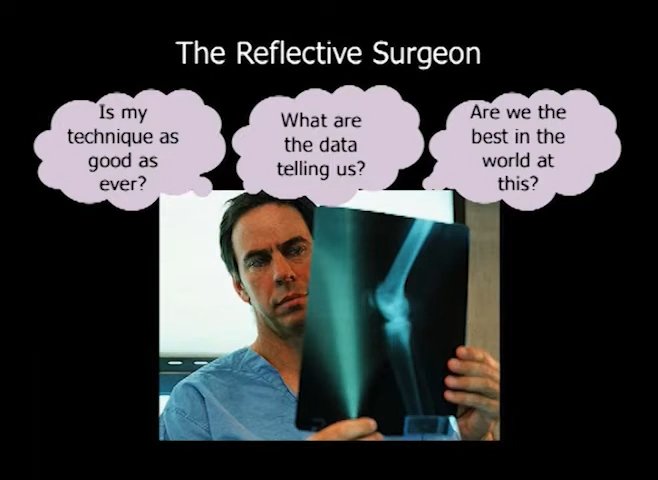 The Reflective Surgeon
Is my
technique as
good as
ever?
What are
the data
telling us?
Are we the
best in the
world at
this?